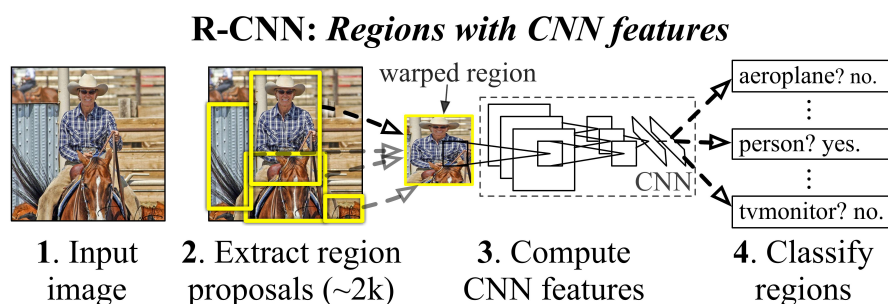 R-CNN: Regions with CNN features
warped region
aeroplane? no.
⋮
person? yes.
⋮
tvmonitor? no.
CNN
1. Input
image
2. Extract region
proposals (~2k)
3. Compute
CNN features
4. Classify
regions